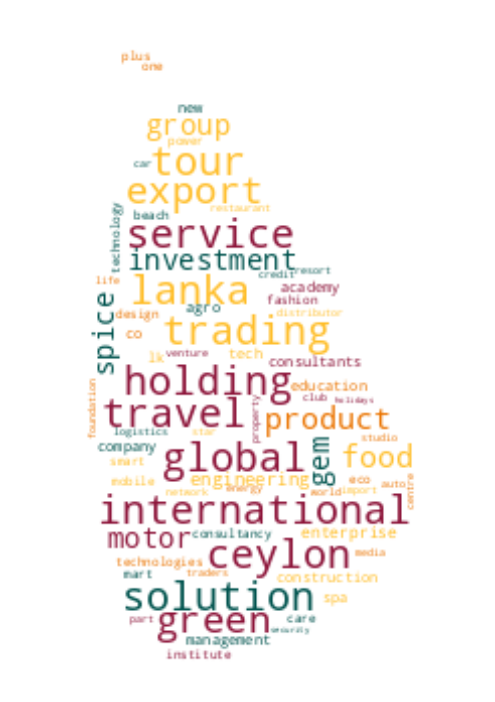 plus
one
new
group
power
car tour
export
restaurant
beach
technology
service
investment
credit resort
life lanka academy
agro fashion
design distributor
spice
co trading
lk venture tech consultants
holding education
foundation
club holidays
travel property product
logistics star studio
company global gem food
smart
mobile engineering eco auto
network energy world import centre
international
motor consultancy enterprise
ceylon media
technologies
mart traders construction
solution spa
part green care
security
management
institute